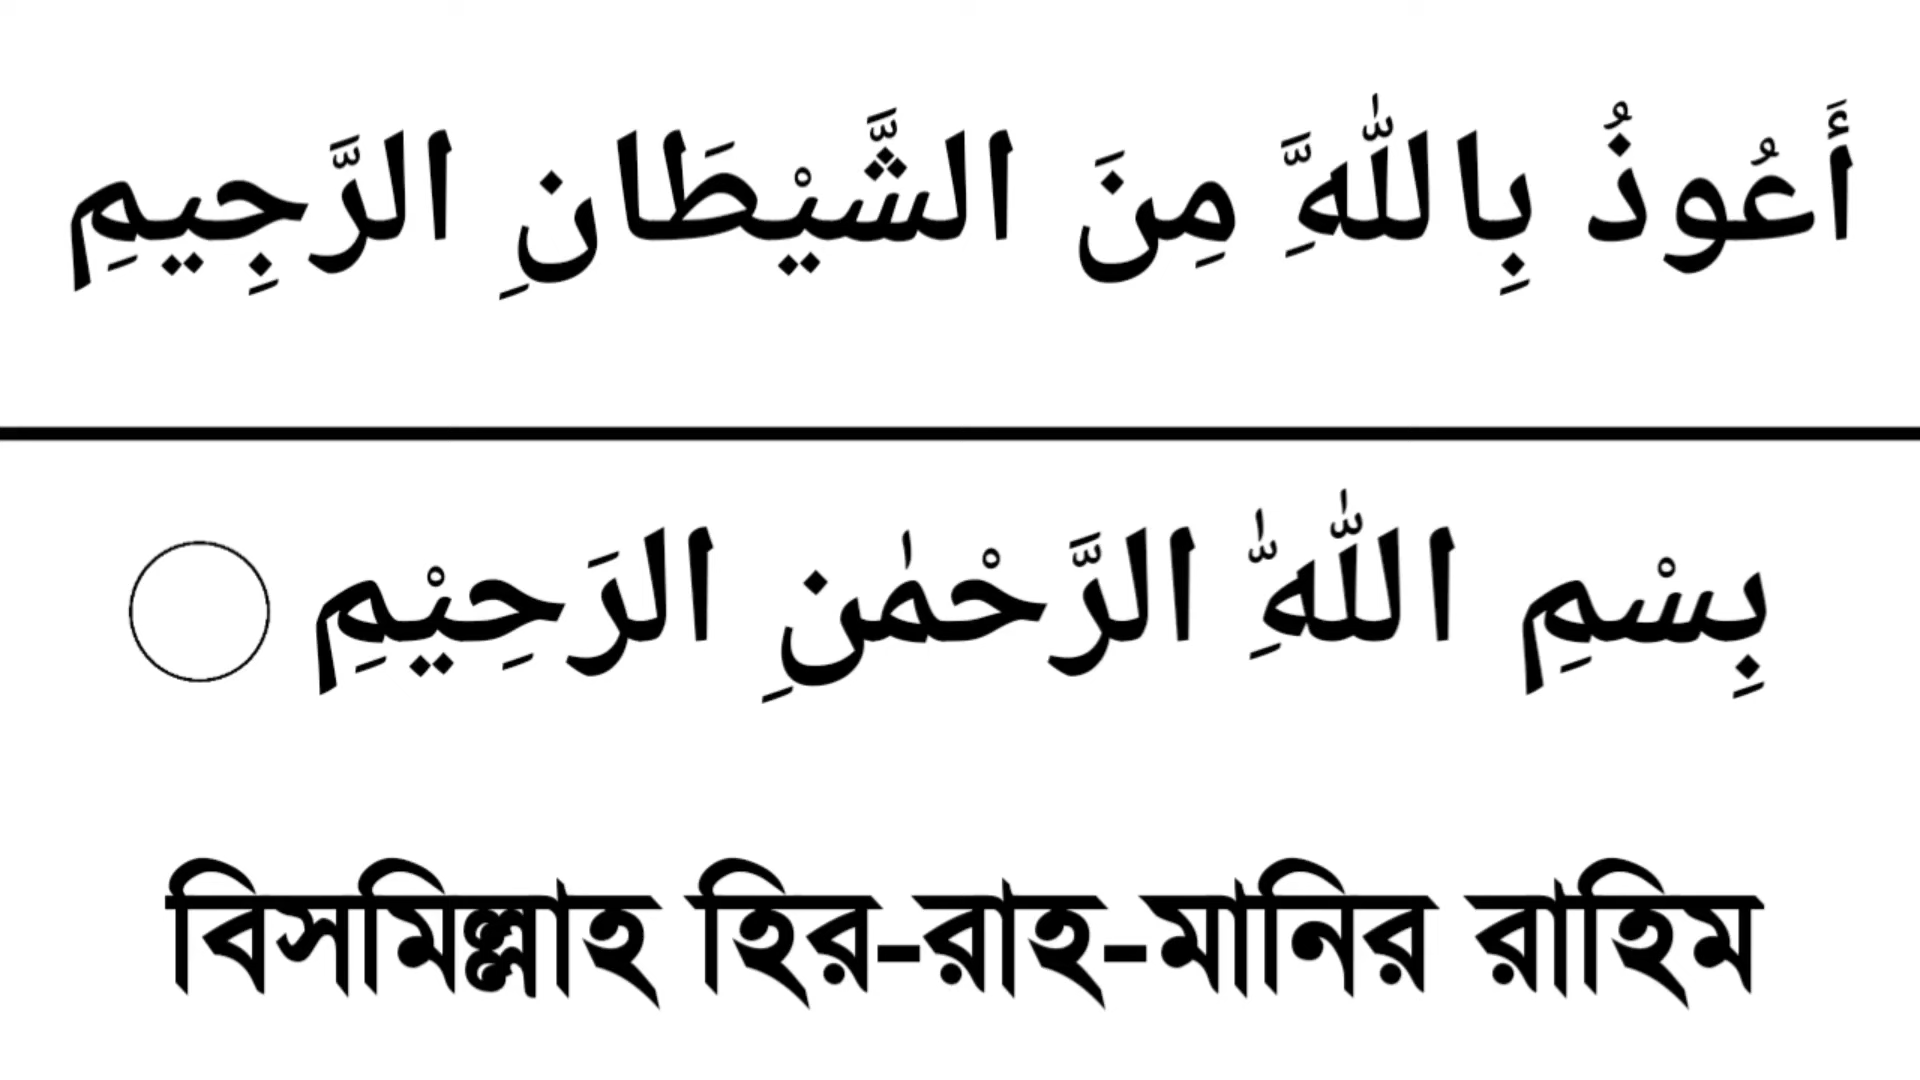 أَعُوذُ بِاللَّهِ مِنَ الشَّيْطَانِ الرَّجِيمِ
بِسْمِ اللّٰهِ الرَّحْمٰنِ الرَحِيْمِ
বিসমিল্লাহ হির-রাহ-মানির রাহিম